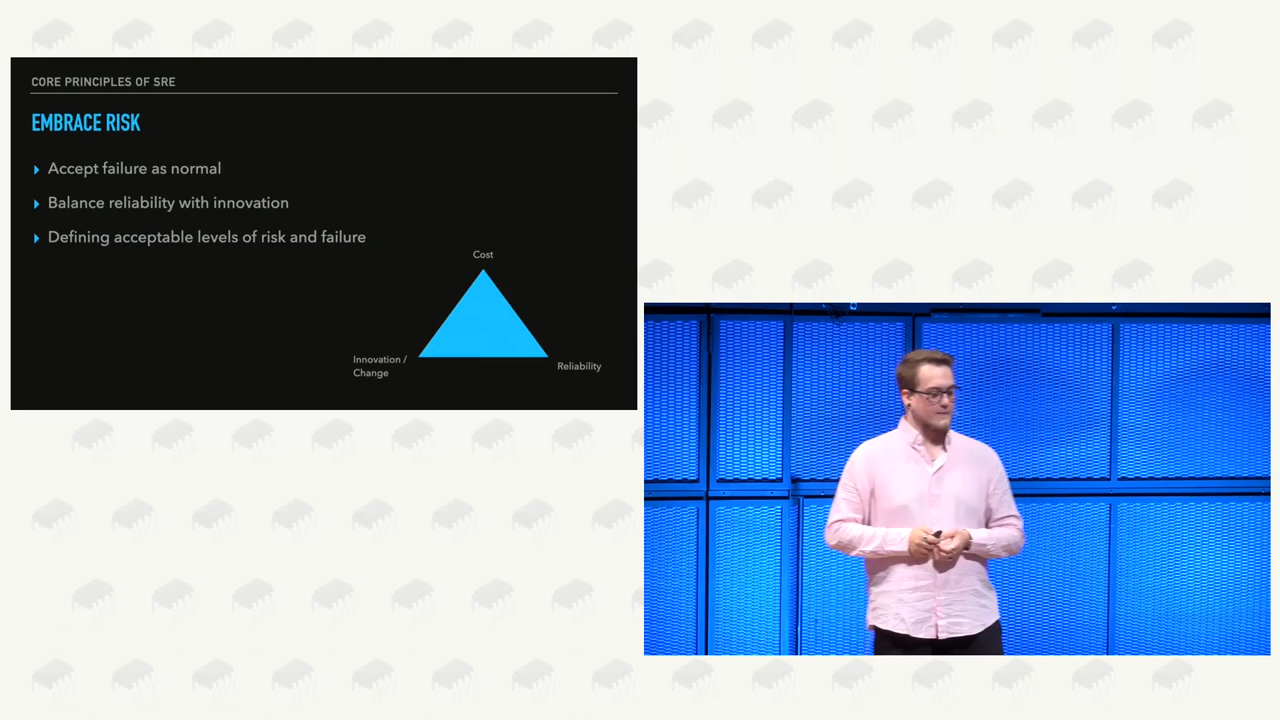 CORE PRINCIPLES OF SRE
EMBRACE RISK
Accept failure as normal
Balance reliability with innovation
Defining acceptable levels of risk and failure
Cost
Innovation /
Change
Reliability